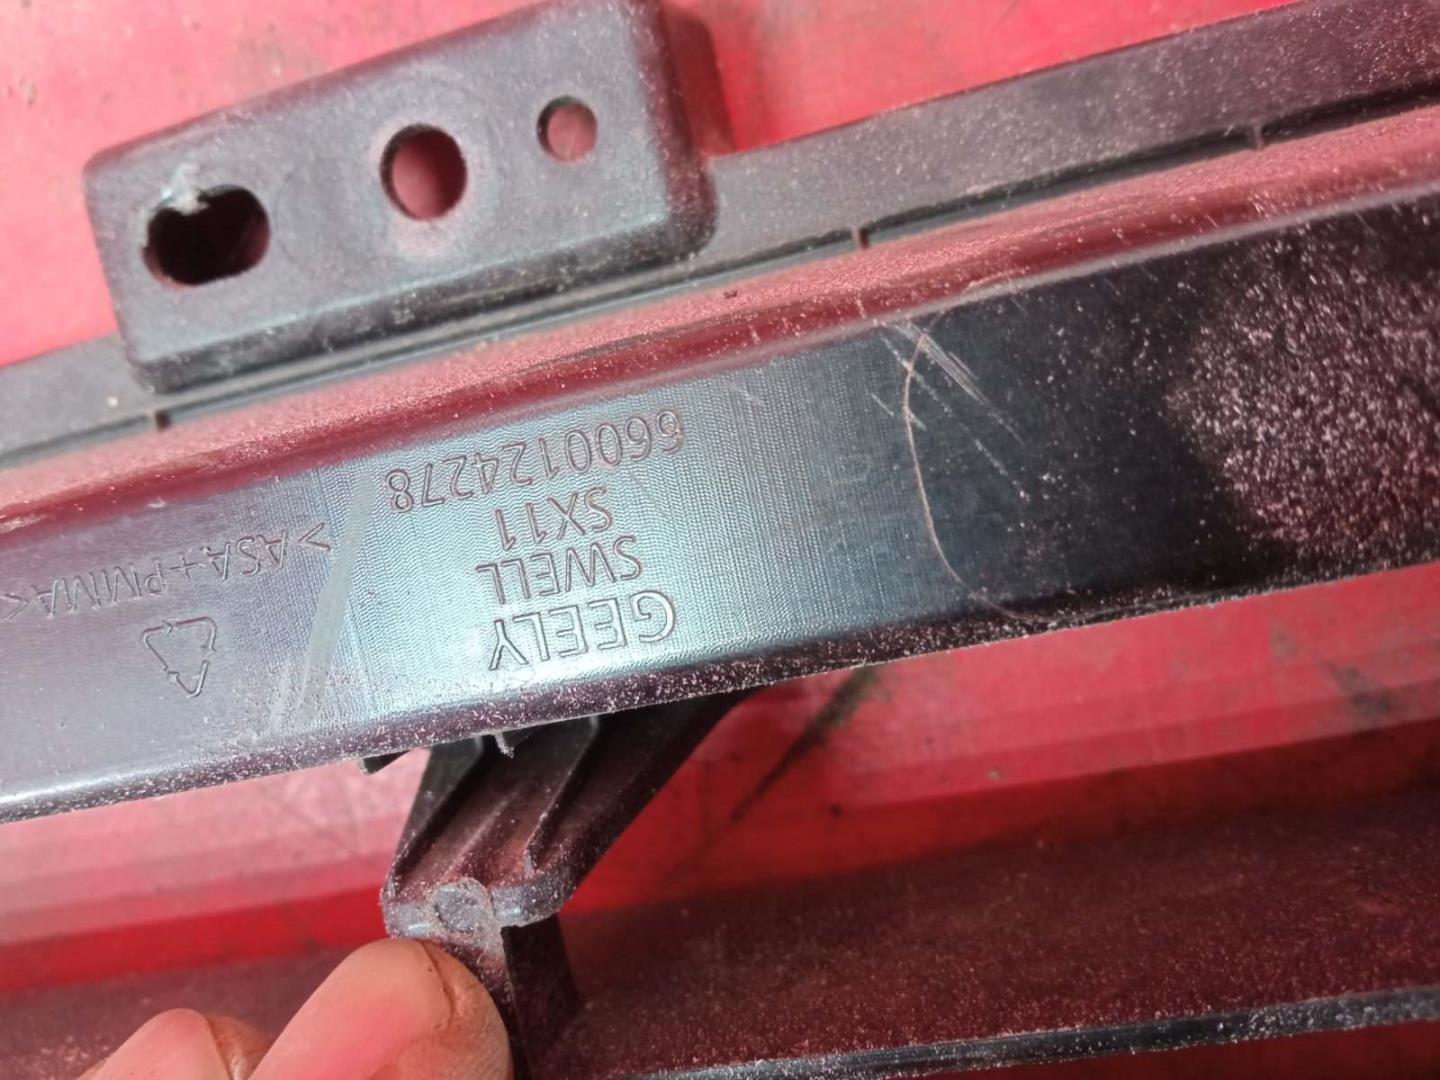 GEELY
SWELL
SX11
6600124278
>ASA+PMMA<